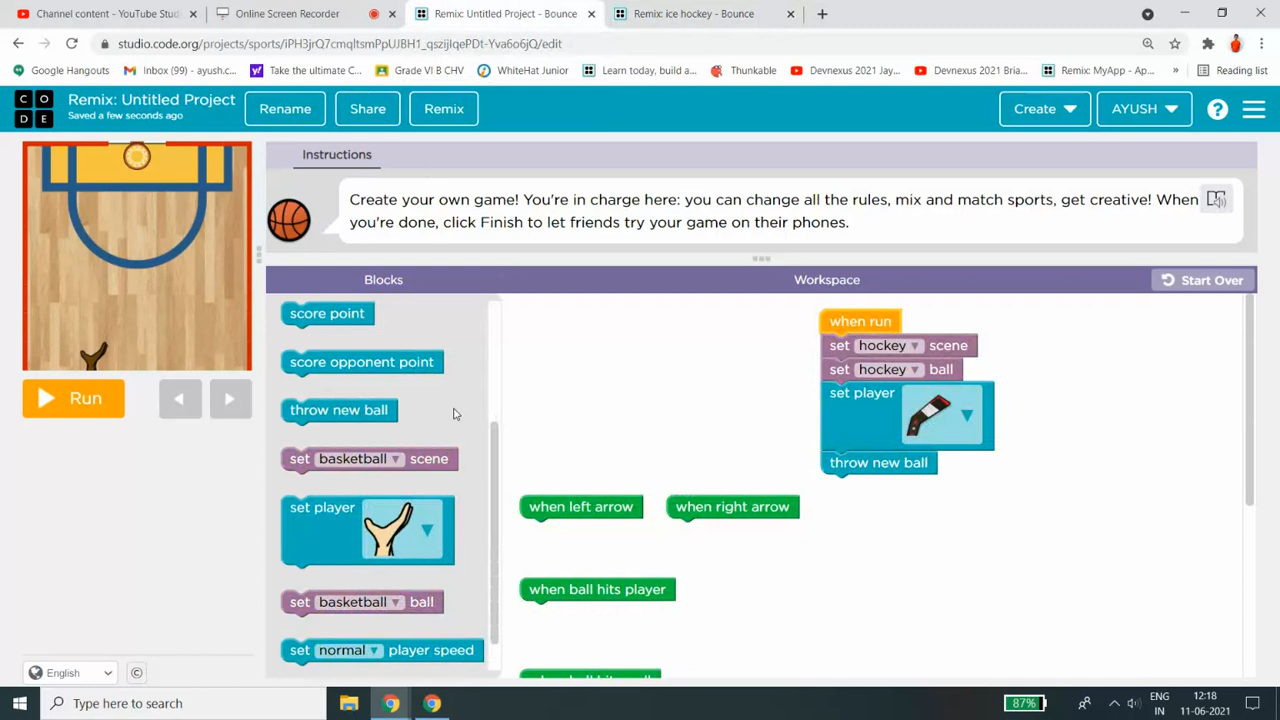 Channel content - YouTube Stud
Online Screen Recorder
Remix: Untitled Project - Bounce
Remix: ice hockey - Bounce
studio.code.org/projects/sports/iPH3jrQ7cmqltsmPpUJBH1_qszijIqePDt-Yva6o6jQ/edit
Google Hangouts
Inbox (99) - ayush.c...
Take the ultimate C...
Grade VI B CHV
WhiteHat Junior
Learn today, build a...
Thunkable
Devnexus 2021 Jay...
Devnexus 2021 Bria...
Remix: MyApp - Ap...
»
Reading list
C O
D E
Remix: Untitled Project
Saved a few seconds ago
Rename
Share
Remix
Create
AYUSH
?
Instructions
Create your own game! You're in charge here: you can change all the rules, mix and match sports, get creative! When
you're done, click Finish to let friends try your game on their phones.
Blocks
Workspace
Start Over
score point
score opponent point
throw new ball
set basketball scene
set player
set basketball ball
set normal player speed
when run
set hockey scene
set hockey ball
set player
throw new ball
when left arrow
when right arrow
when ball hits player
Run
English
©
Type here to search
87%
ENG
IN
12:18
11-06-2021